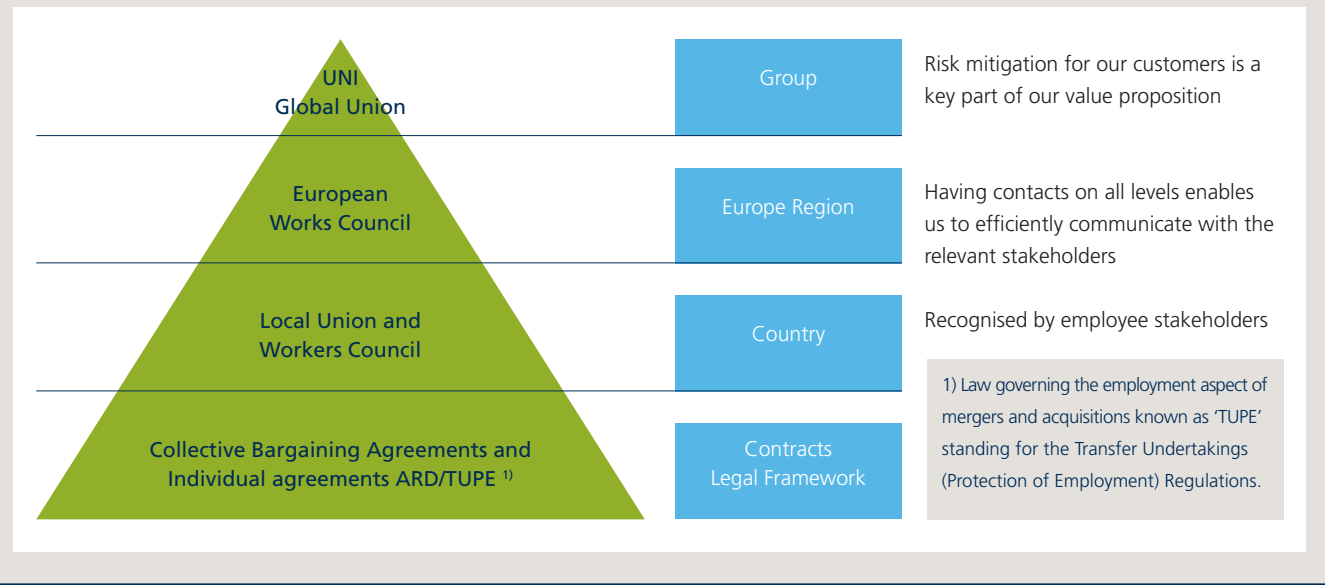 UNI
Global Union
Group
Risk mitigation for our customers is a
key part of our value proposition
European
Works Council
Europe Region
Having contacts on all levels enables
us to efficiently communicate with the
relevant stakeholders
Local Union and
Workers Council
Country
Recognised by employee stakeholders
Collective Bargaining Agreements and
Individual agreements ARD/TUPE 1)
Contracts
Legal Framework
1) Law governing the employment aspect of
mergers and acquisitions known as ‘TUPE’
standing for the Transfer Undertakings
(Protection of Employment) Regulations.